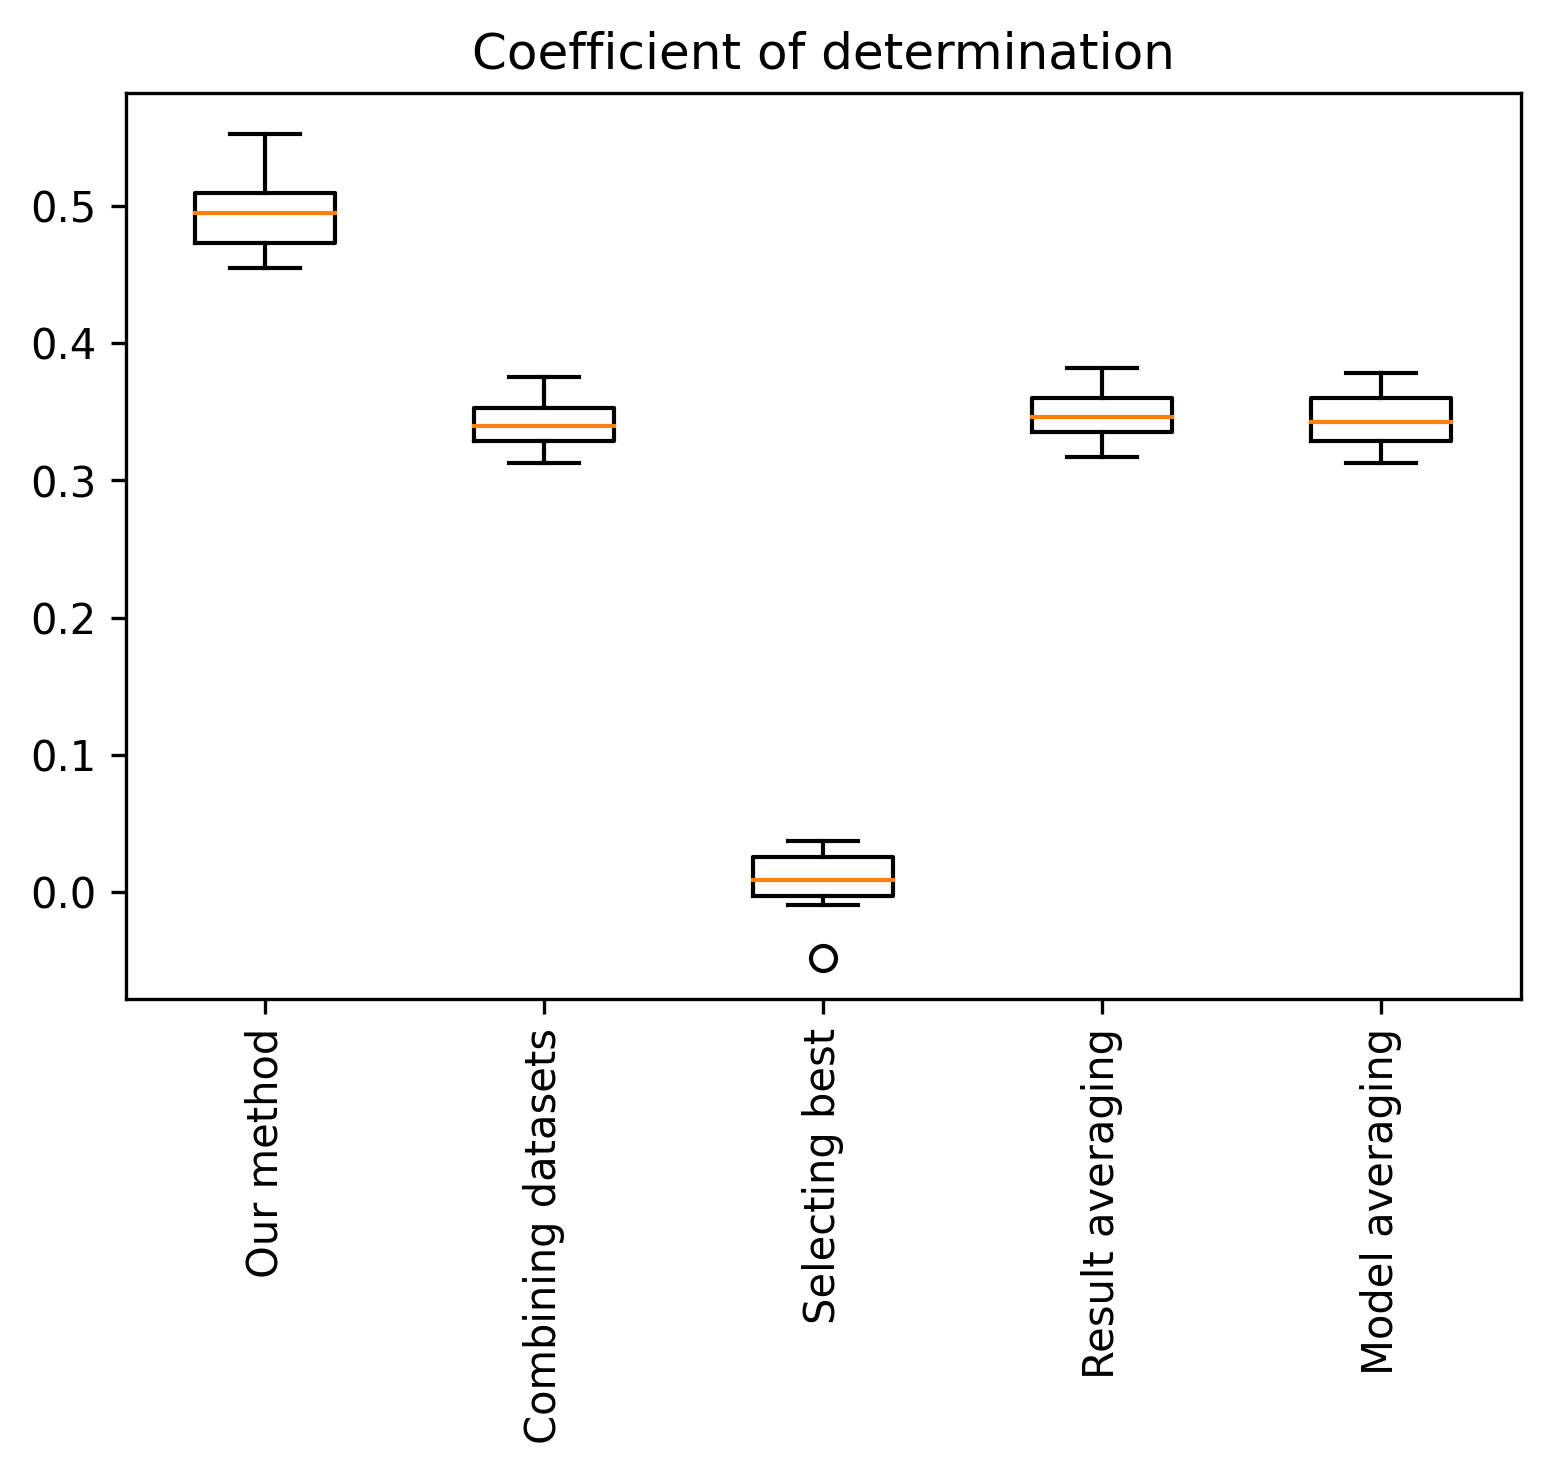 Coefficient of determination
0.5
0.4
0.3
0.2
0.1
0.0
Our method
Combining datasets
Selecting best
Result averaging
Model averaging